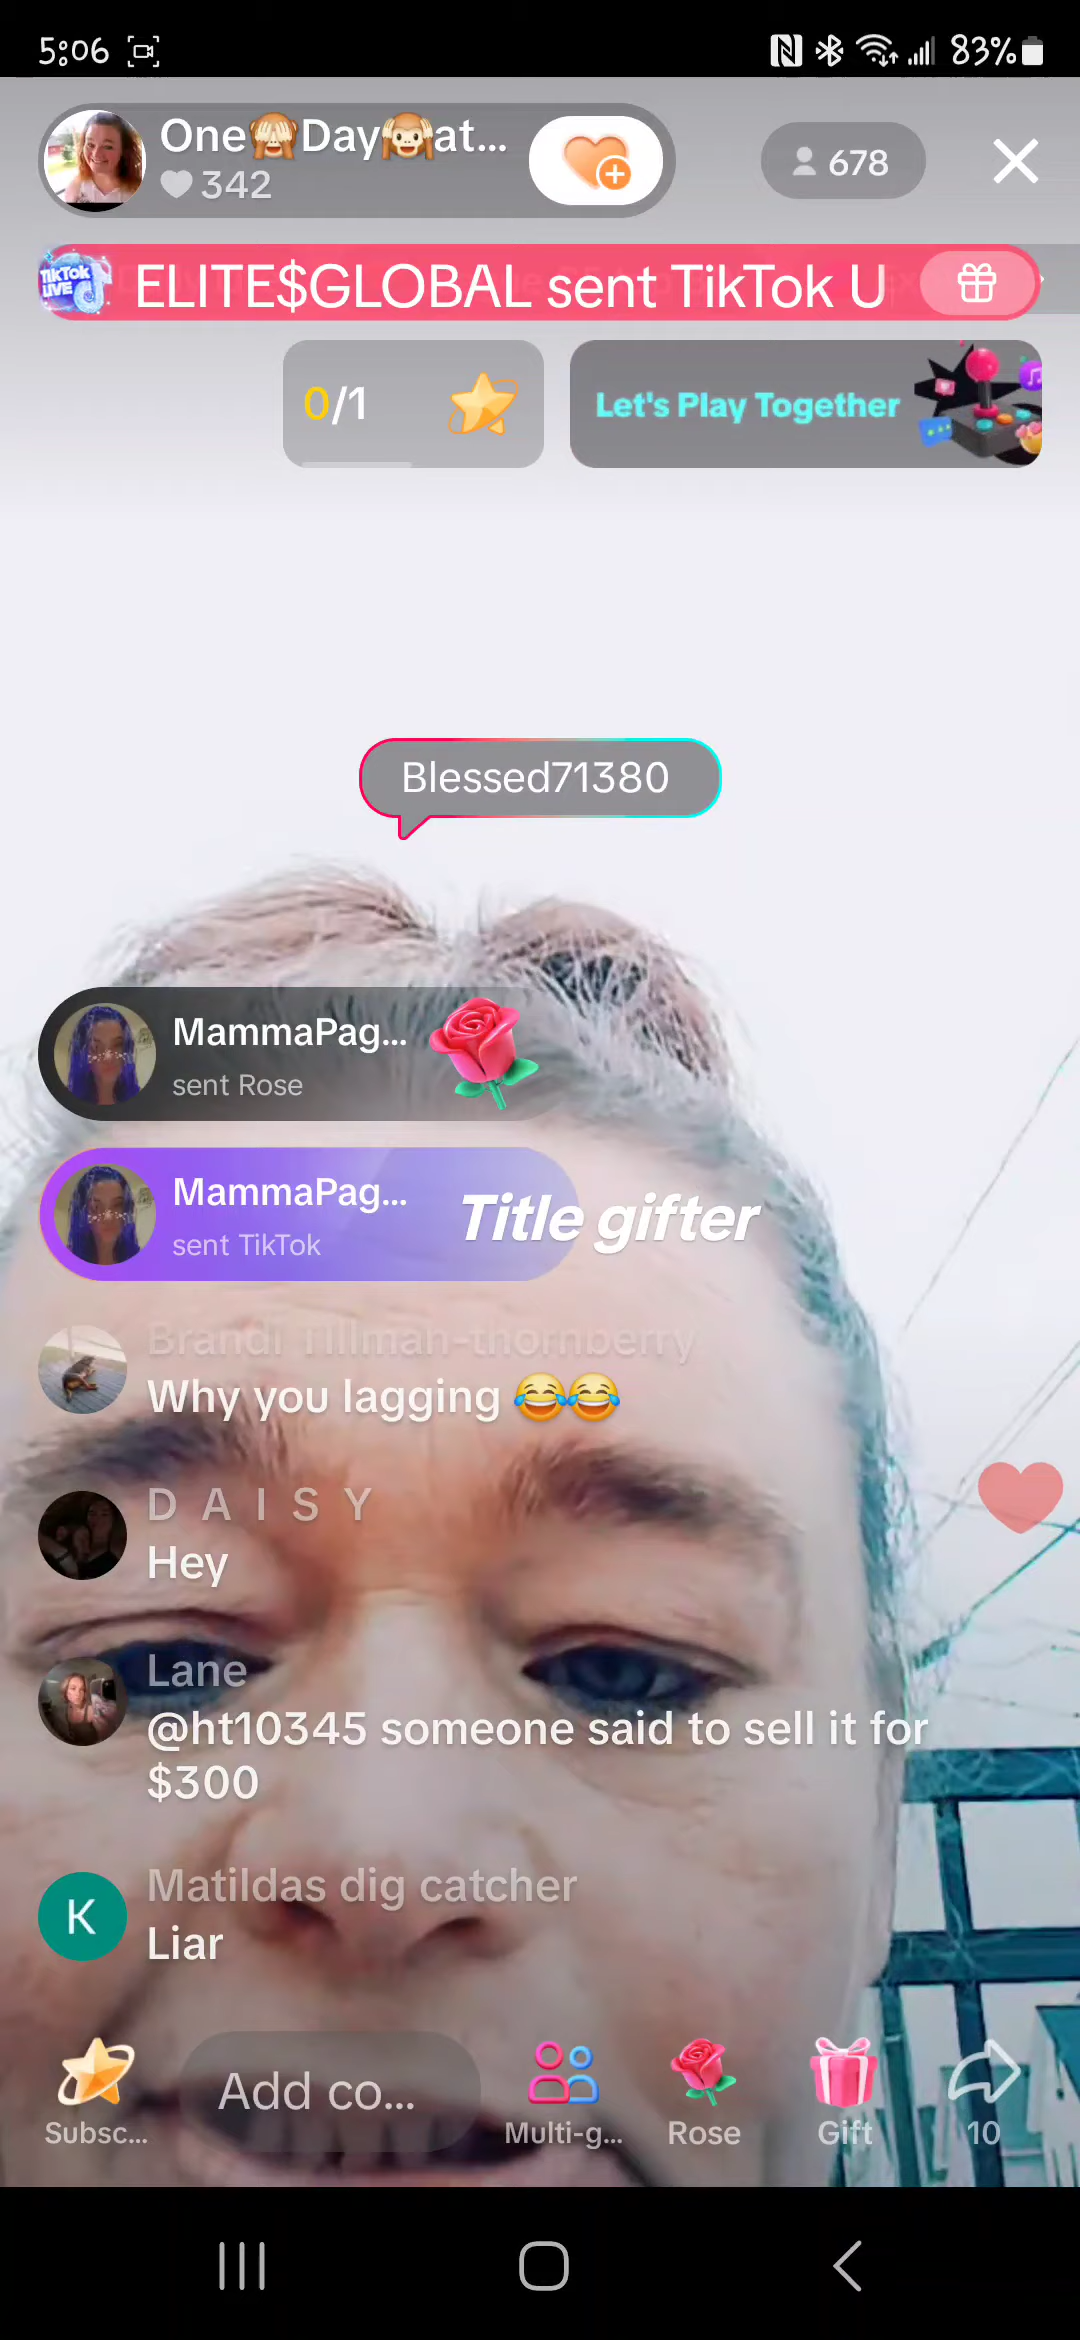 5:06
83%
One🙈Day🙉at...
342
678
TikTok LIVE
ELITE$GLOBAL sent TikTok U
0/1
Let's Play Together
Blessed71380
MammaPag...
sent Rose
MammaPag...
sent TikTok
Title gifter
Brandi Tillman-thornberry
Why you lagging 😂😂
D A I S Y
Hey
Lane
@ht10345 someone said to sell it for
$300
Matildas dig catcher
K
Liar
Add co...
Subsc...
Multi-g...
Rose
Gift
10